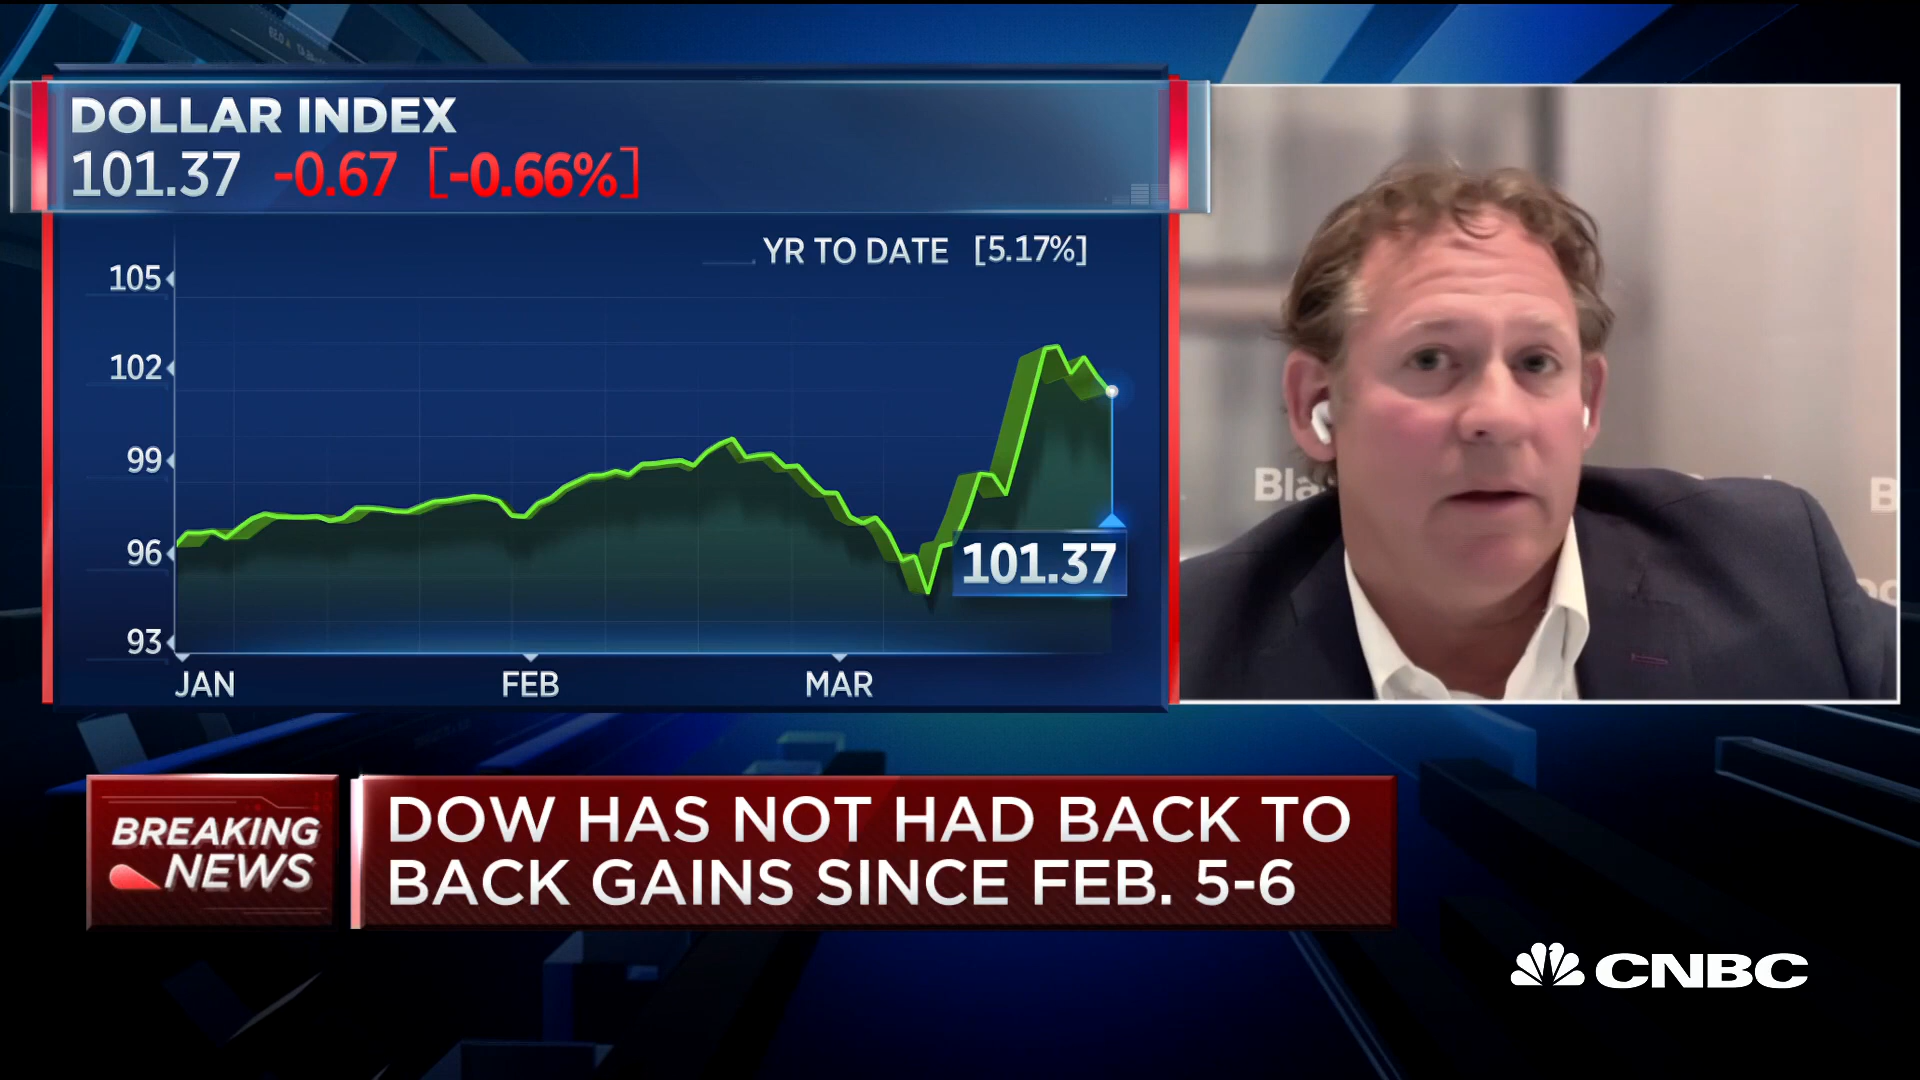 DOLLAR INDEX
101.37 -0.67 [-0.66%]
YR TO DATE [5.17%]
105
102
99
96
93
101.37
JAN FEB MAR
Bla
B
BREAKING
NEWS
DOW HAS NOT HAD BACK TO
BACK GAINS SINCE FEB. 5-6
CNBC